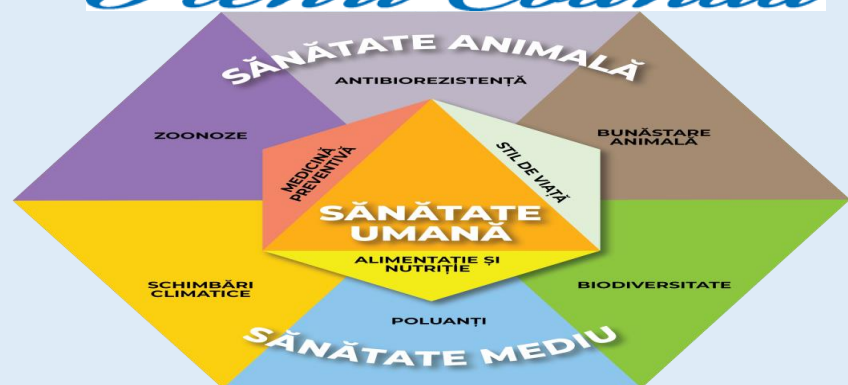 SĂNĂTATE ANIMALĂ
ANTIBIOREZISTENȚĂ
ZOONOZE
BUNĂSTARE
ANIMALĂ
MEDICINĂ
PREVENTIVĂ
STIL DE VIAȚĂ
SĂNĂTATE
UMANĂ
ALIMENTAȚIE ȘI
NUTRIȚIE
SCHIMBĂRI
CLIMATICE
BIODIVERSITATE
POLUANȚI
SĂNĂTATE MEDIU